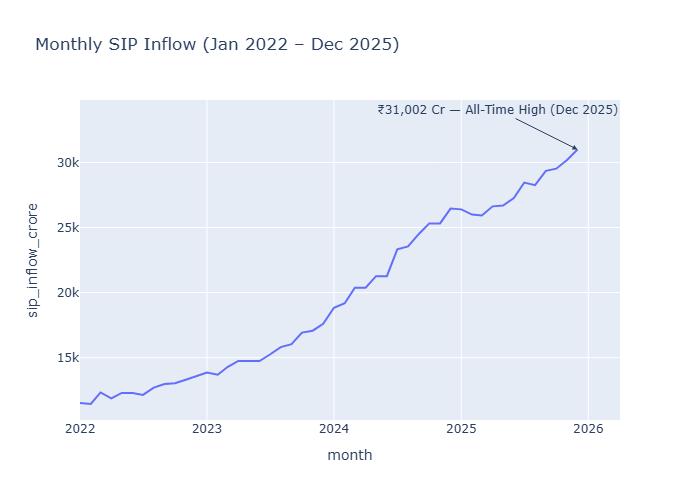 Monthly SIP Inflow (Jan 2022 – Dec 2025)
₹31,002 Cr — All-Time High (Dec 2025)
30k
25k
20k
15k
sip_inflow_crore
2022
2023
2024
2025
2026
month